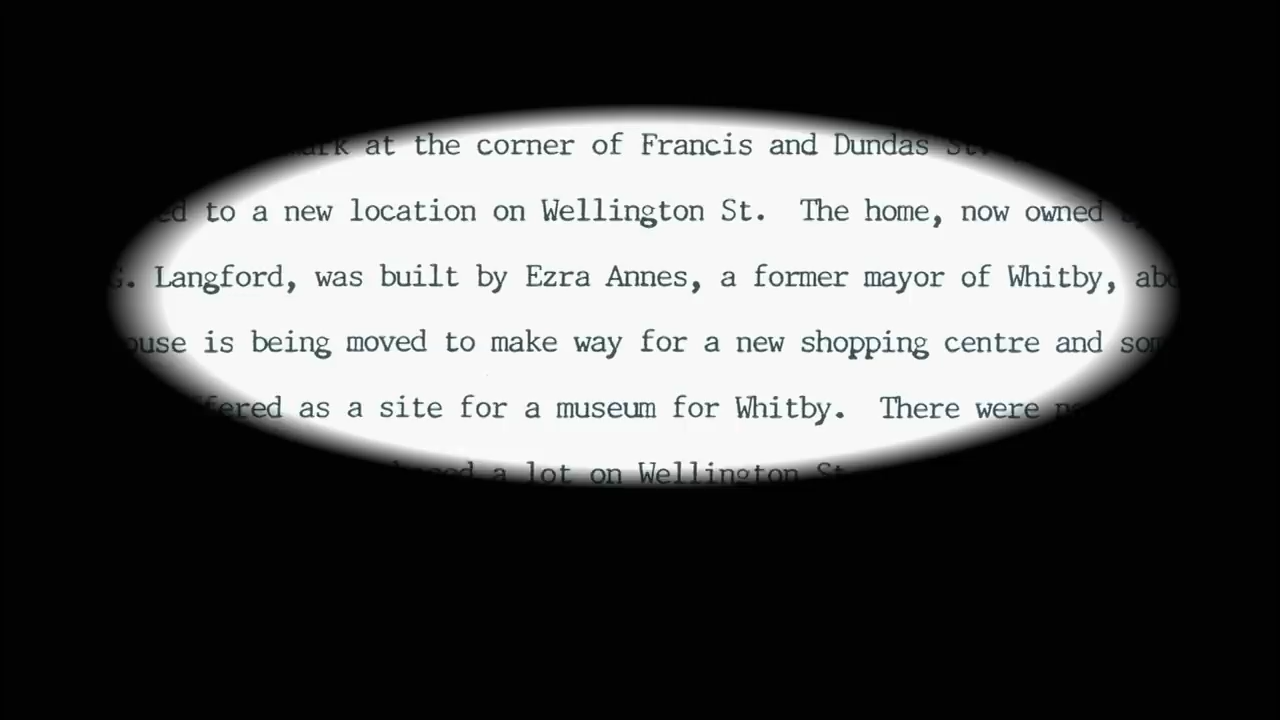 at the corner of Francis and Dundas St.
to a new location on Wellington St. The home, now owned
G. Langford, was built by Ezra Annes, a former mayor of Whitby,
is being moved to make way for a new shopping centre and
as a site for a museum for Whitby. There were
a lot on Wellington St.